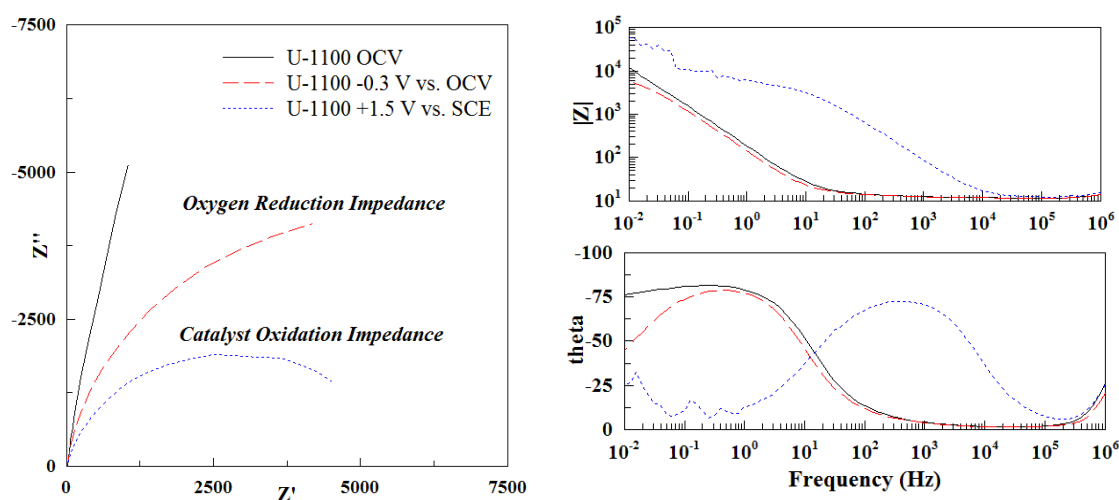 -7500
-5000
-2500
0
Z''
U-1100 OCV
U-1100 -0.3 V vs. OCV
U-1100 +1.5 V vs. SCE
Oxygen Reduction Impedance
Catalyst Oxidation Impedance
0 2500 5000 7500
Z'
10^5
10^4
10^3
10^2
10^1
|Z|
10^-2 10^-1 10^0 10^1 10^2 10^3 10^4 10^5 10^6
-100
-75
-50
-25
0
theta
10^-2 10^-1 10^0 10^1 10^2 10^3 10^4 10^5 10^6
Frequency (Hz)